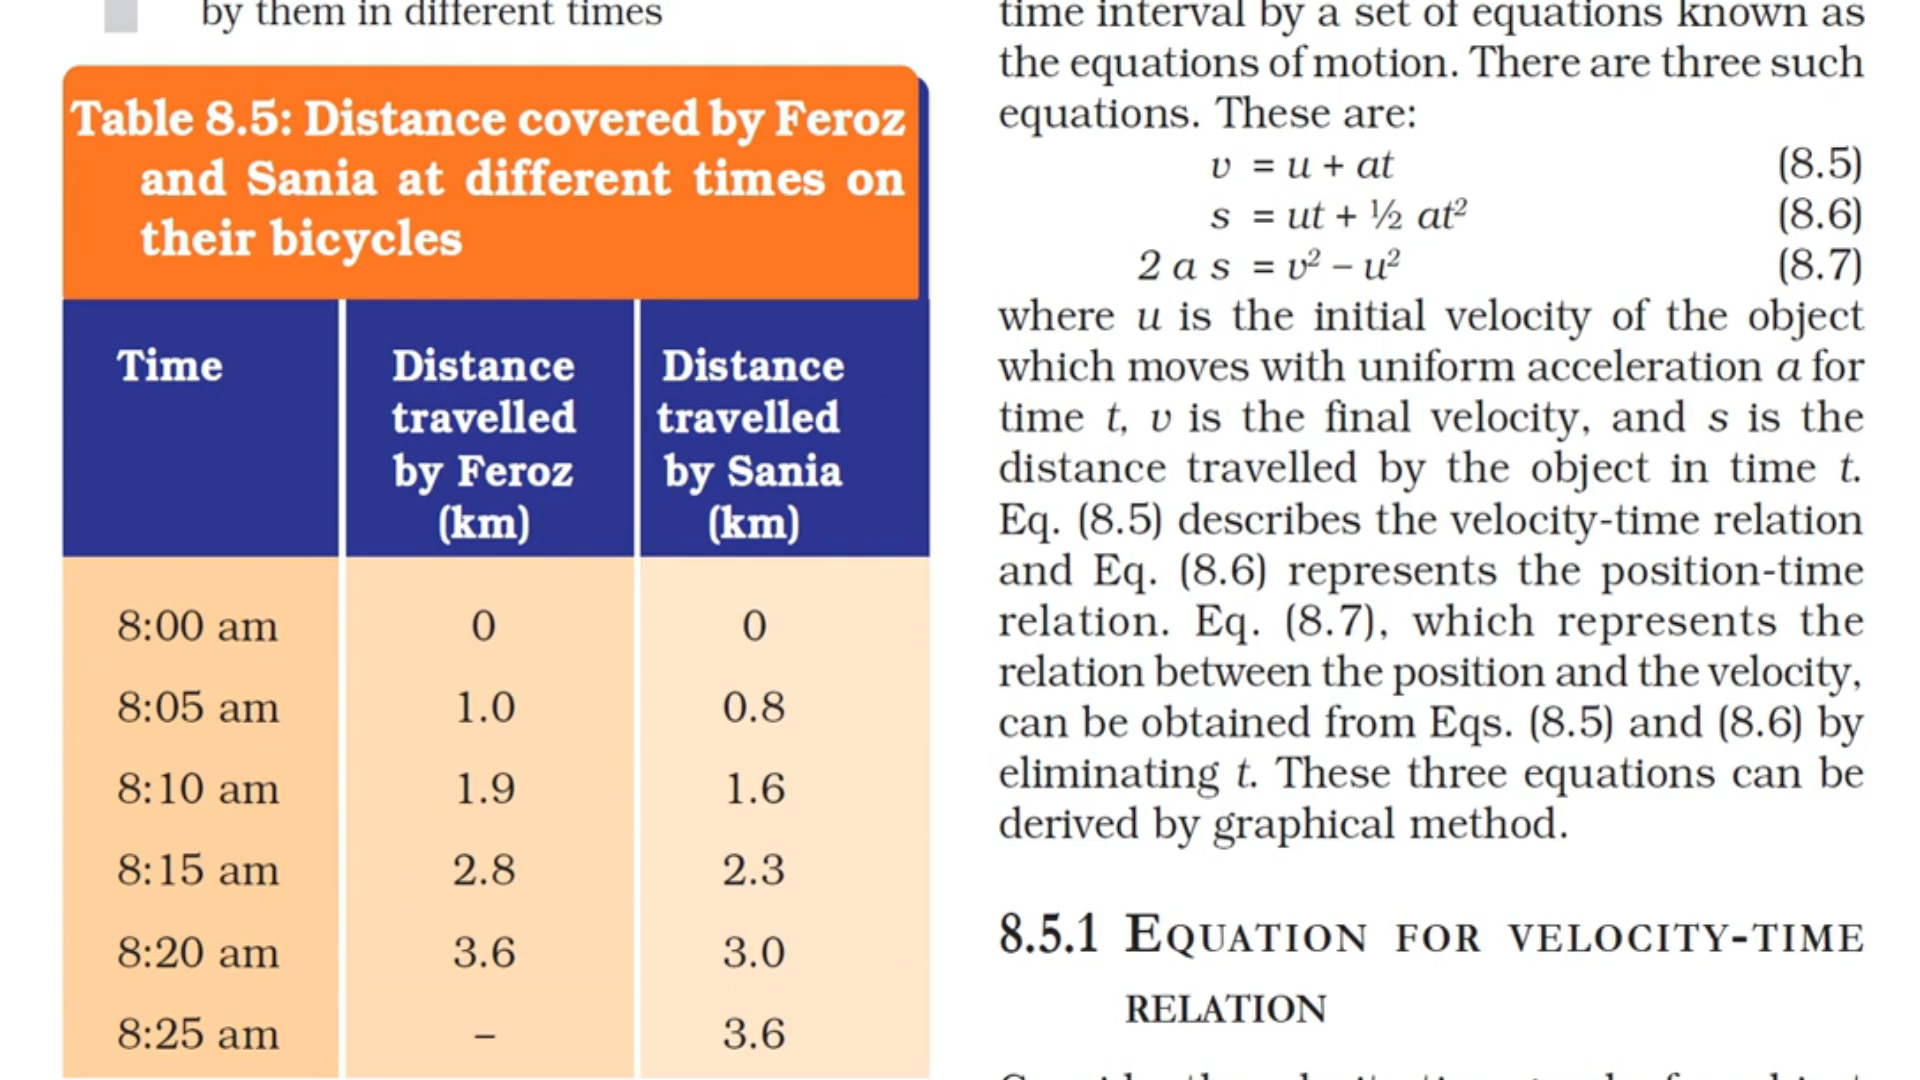 by them in different times
Table 8.5: Distance covered by Feroz
and Sania at different times on
their bicycles
Time Distance Distance
travelled travelled
by Feroz by Sania
(km) (km)
8:00 am 0 0
8:05 am 1.0 0.8
8:10 am 1.9 1.6
8:15 am 2.8 2.3
8:20 am 3.6 3.0
8:25 am – 3.6
time interval by a set of equations known as
the equations of motion. There are three such
equations. These are:
v = u + at (8.5)
s = ut + ½ at² (8.6)
2 a s = v² – u² (8.7)
where u is the initial velocity of the object
which moves with uniform acceleration a for
time t, v is the final velocity, and s is the
distance travelled by the object in time t.
Eq. (8.5) describes the velocity-time relation
and Eq. (8.6) represents the position-time
relation. Eq. (8.7), which represents the
relation between the position and the velocity,
can be obtained from Eqs. (8.5) and (8.6) by
eliminating t. These three equations can be
derived by graphical method.
8.5.1 EQUATION FOR VELOCITY-TIME
RELATION